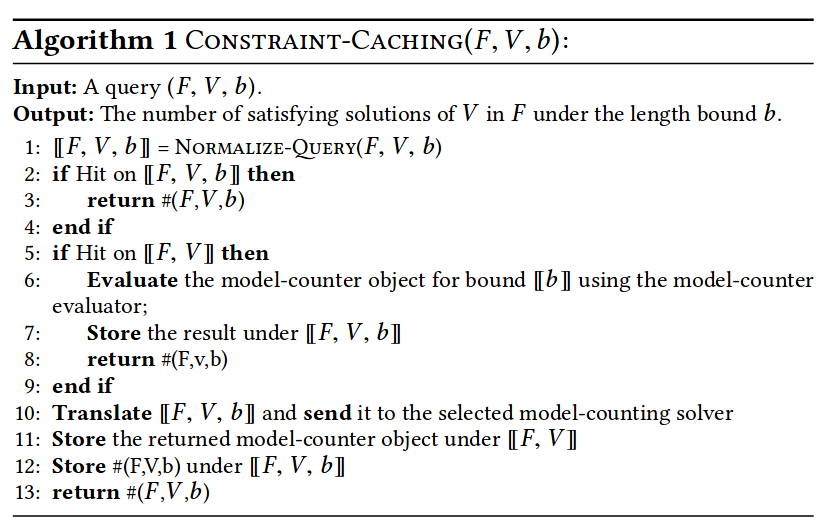 Algorithm 1 CONSTRAINT-CACHING(F, V, b):
Input: A query (F, V, b).
Output: The number of satisfying solutions of V in F under the length bound b.
1: ⟦F, V, b⟧ = NORMALIZE-QUERY(F, V, b)
2: if Hit on ⟦F, V, b⟧ then
3: return #(F,V,b)
4: end if
5: if Hit on ⟦F, V⟧ then
6: Evaluate the model-counter object for bound ⟦b⟧ using the model-counter
evaluator;
7: Store the result under ⟦F, V, b⟧
8: return #(F,v,b)
9: end if
10: Translate ⟦F, V, b⟧ and send it to the selected model-counting solver
11: Store the returned model-counter object under ⟦F, V⟧
12: Store #(F,V,b) under ⟦F, V, b⟧
13: return #(F,V,b)